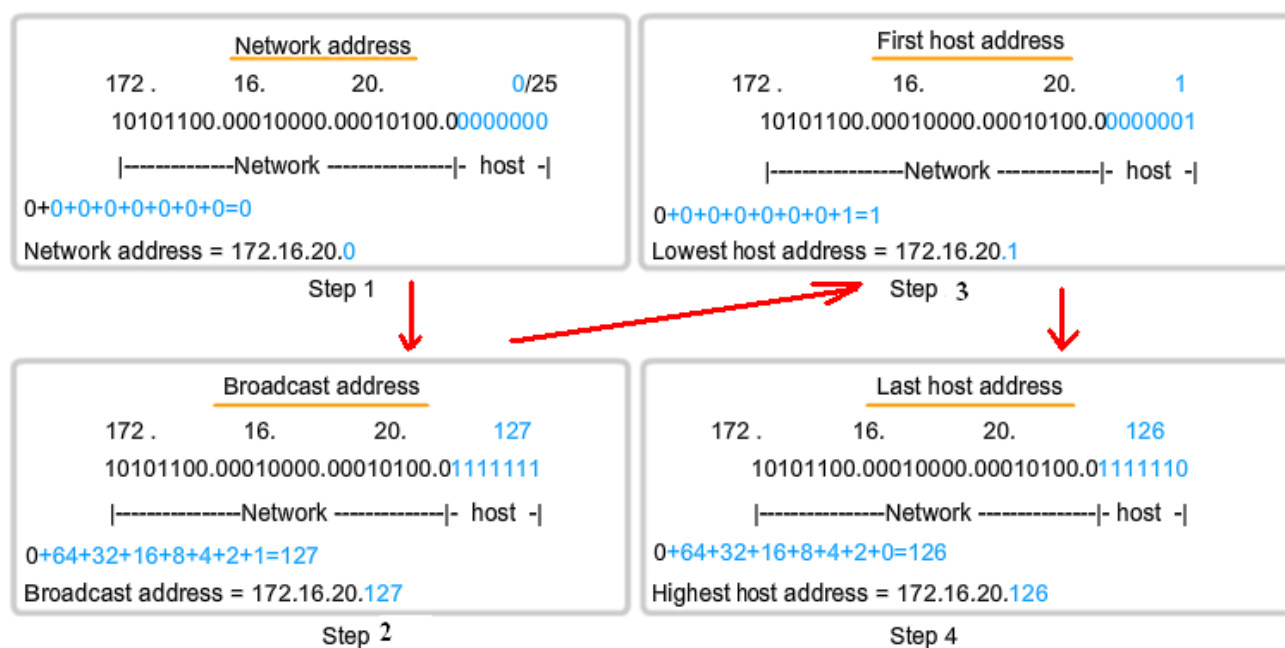 Network address
172 . 16. 20. 0/25
10101100.00010000.00010100.00000000
|--------------Network ----------------|- host -|
0+0+0+0+0+0+0+0=0
Network address = 172.16.20.0
Step 1
Broadcast address
172 . 16. 20. 127
10101100.00010000.00010100.01111111
|----------------Network --------------|- host -|
0+64+32+16+8+4+2+1=127
Broadcast address = 172.16.20.127
Step 2
First host address
172 . 16. 20. 1
10101100.00010000.00010100.00000001
|-----------------Network -------------|- host -|
0+0+0+0+0+0+0+1=1
Lowest host address = 172.16.20.1
Step 3
Last host address
172 . 16. 20. 126
10101100.00010000.00010100.01111110
|----------------Network --------------|- host -|
0+64+32+16+8+4+2+0=126
Highest host address = 172.16.20.126
Step 4